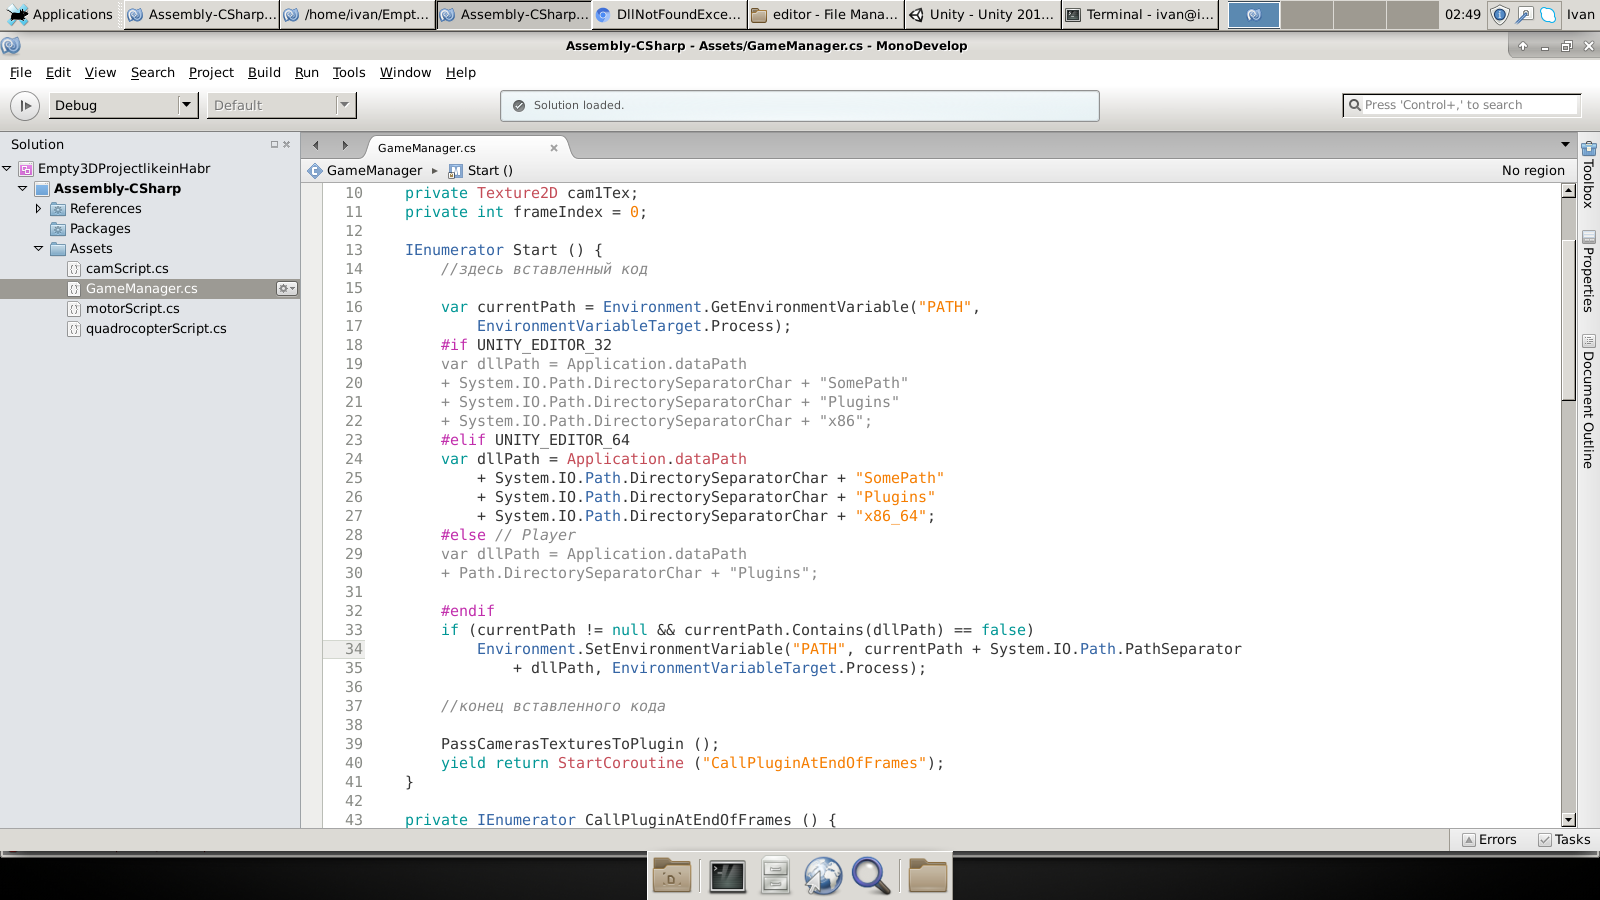 Applications
Assembly-CSharp...
/home/ivan/Empt...
Assembly-CSharp...
DllNotFoundExce...
editor - File Mana...
Unity - Unity 201...
Terminal - ivan@i...
02:49
Ivan
Assembly-CSharp - Assets/GameManager.cs - MonoDevelop
File Edit View Search Project Build Run Tools Window Help
Debug
Default
Solution loaded.
Press 'Control+,' to search
Solution
Empty3DProjectlikeinHabr
Assembly-CSharp
References
Packages
Assets
camScript.cs
GameManager.cs
motorScript.cs
quadrocopterScript.cs
GameManager.cs
GameManager ▸ Start ()
No region
10 private Texture2D cam1Tex;
11 private int frameIndex = 0;
12
13 IEnumerator Start () {
14 //здесь вставленный код
15
16 var currentPath = Environment.GetEnvironmentVariable("PATH",
17 EnvironmentVariableTarget.Process);
18 #if UNITY_EDITOR_32
19 var dllPath = Application.dataPath
20 + System.IO.Path.DirectorySeparatorChar + "SomePath"
21 + System.IO.Path.DirectorySeparatorChar + "Plugins"
22 + System.IO.Path.DirectorySeparatorChar + "x86";
23 #elif UNITY_EDITOR_64
24 var dllPath = Application.dataPath
25 + System.IO.Path.DirectorySeparatorChar + "SomePath"
26 + System.IO.Path.DirectorySeparatorChar + "Plugins"
27 + System.IO.Path.DirectorySeparatorChar + "x86_64";
28 #else // Player
29 var dllPath = Application.dataPath
30 + Path.DirectorySeparatorChar + "Plugins";
31
32 #endif
33 if (currentPath != null && currentPath.Contains(dllPath) == false)
34 Environment.SetEnvironmentVariable("PATH", currentPath + System.IO.Path.PathSeparator
35 + dllPath, EnvironmentVariableTarget.Process);
36
37 //конец вставленного кода
38
39 PassCamerasTexturesToPlugin ();
40 yield return StartCoroutine ("CallPluginAtEndOfFrames");
41 }
42
43 private IEnumerator CallPluginAtEndOfFrames () {
Toolbox
Properties
Document Outline
Errors
Tasks